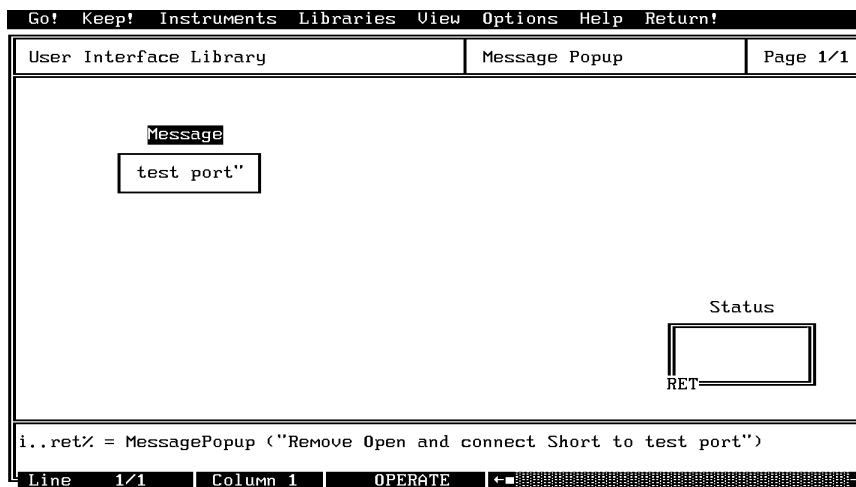 Go! Keep! Instruments Libraries View Options Help Return!
User Interface Library Message Popup Page 1/1
Message
test port"
Status
RET
i..ret% = MessagePopup ("Remove Open and connect Short to test port")
Line 1/1 Column 1 OPERATE